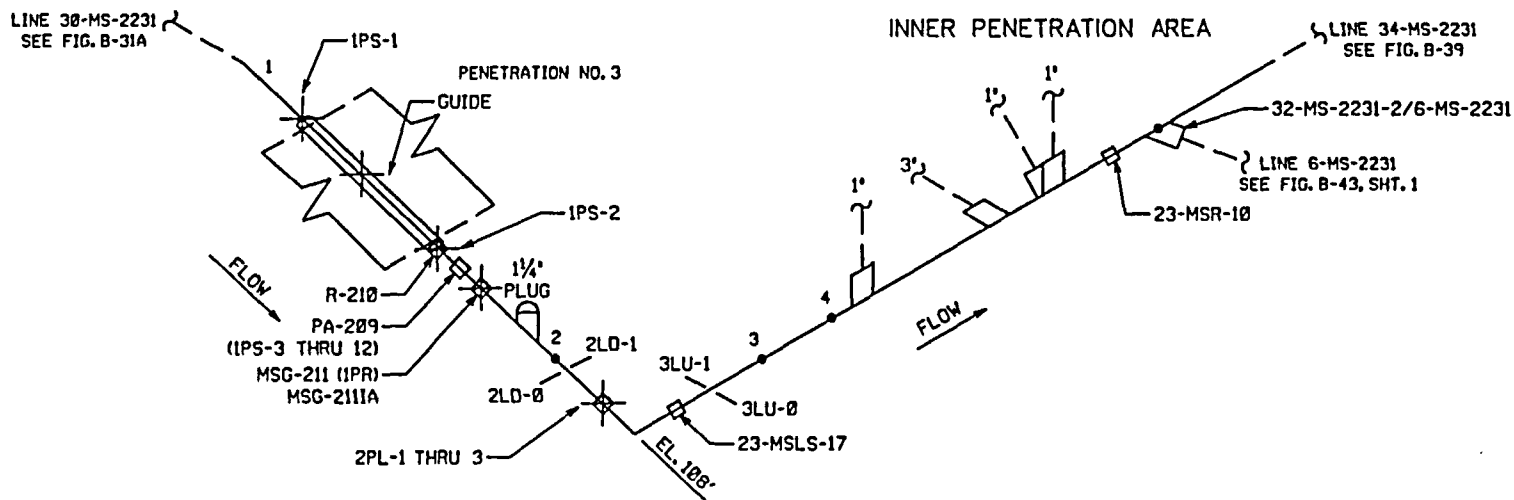 LINE 30-MS-2231
SEE FIG. B-31A
1
1PS-1
PENETRATION NO. 3
GUIDE
1PS-2
FLOW
R-210
PA-209
(1PS-3 THRU 12)
MSG-211 (1PR)
MSG-211IA
1¼"
PLUG
2
2LD-1
2LD-0
2PL-1 THRU 3
EL. 108'
23-MSLS-17
3LU-1
3LU-0
3
4
FLOW
INNER PENETRATION AREA
1"
3"
1"
1"
23-MSR-10
LINE 34-MS-2231
SEE FIG. B-39
32-MS-2231-2/6-MS-2231
LINE 6-MS-2231
SEE FIG. B-43, SHT. 1